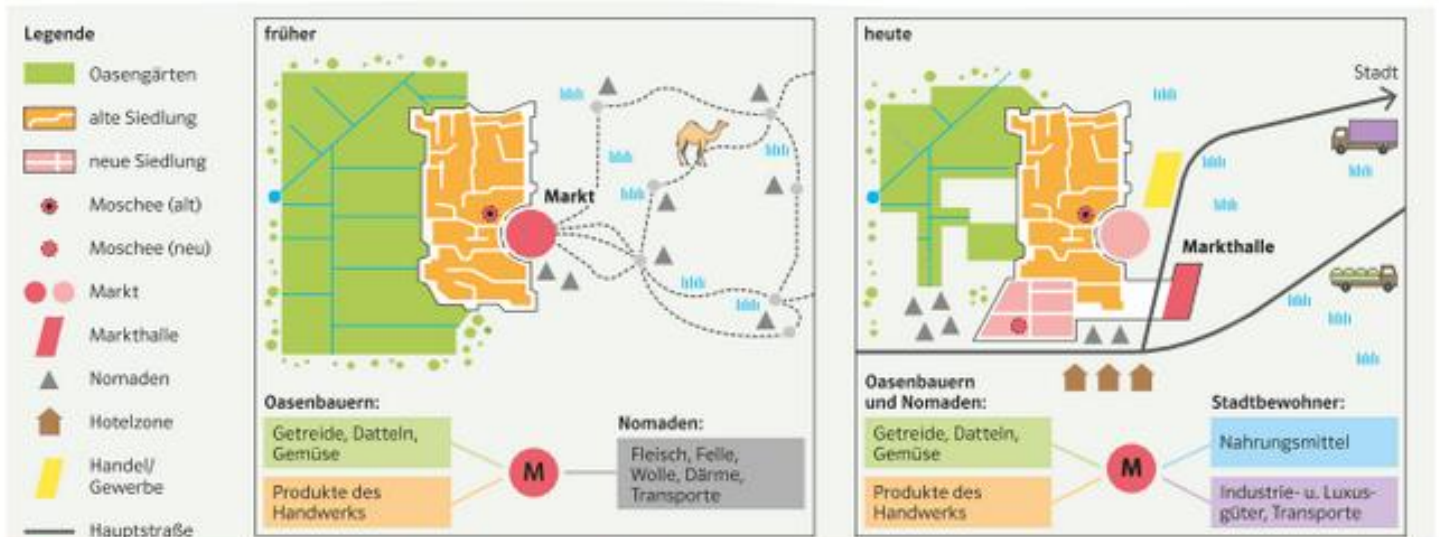 Legende
Oasengärten
alte Siedlung
neue Siedlung
Moschee (alt)
Moschee (neu)
Markt
Markthalle
Nomaden
Hotelzone
Handel/
Gewerbe
Hauptstraße
früher
Markt
Oasenbauern:
Getreide, Datteln,
Gemüse
Produkte des
Handwerks
M
Nomaden:
Fleisch, Felle,
Wolle, Därme,
Transporte
heute
Stadt
Markthalle
Oasenbauern
und Nomaden:
Getreide, Datteln,
Gemüse
Produkte des
Handwerks
M
Stadtbewohner:
Nahrungsmittel
Industrie- u. Luxus-
güter, Transporte